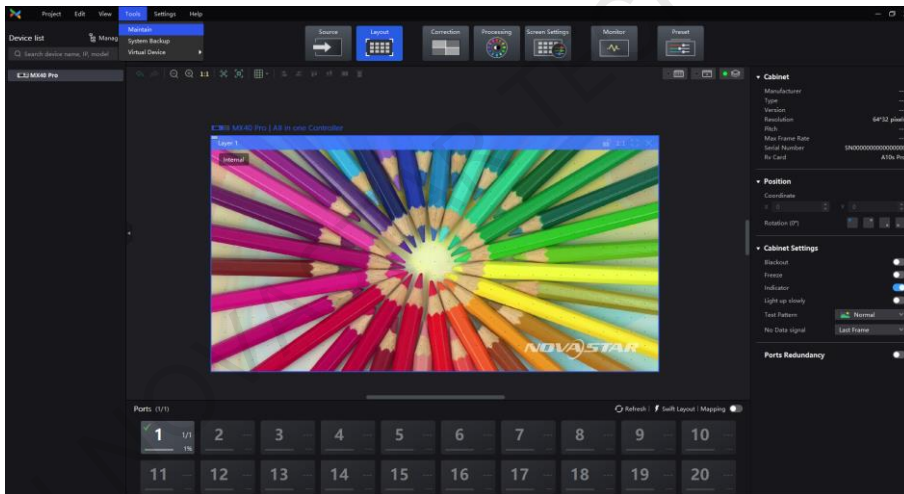 Project Edit View Tools Settings Help
Maintain
System Backup
Virtual Device
Device list Manag
Search device name, IP, model
MX40 Pro
Source Layout Correction Processing Screen Settings Monitor Preset
1:1
MX40 Pro | All in one Controller
Layer 1
Internal
NOVASTAR
Cabinet
Manufacturer
Type
Version
Resolution 64*32 pixel
Pitch
Max Frame Rate
Serial Number
Rv Card A10s Pro
Position
Coordinate
X 0 Y 0
Rotation (0°)
Cabinet Settings
Blackout
Freeze
Indicator
Light up slowly
Test Pattern Normal
No Data signal Last Frame
Ports Redundancy
Ports (1/1) Refresh | Swift Layout | Mapping
1 1/1 2 3 4 5 6 7 8 9 10
1%
11 12 13 14 15 16 17 18 19 20